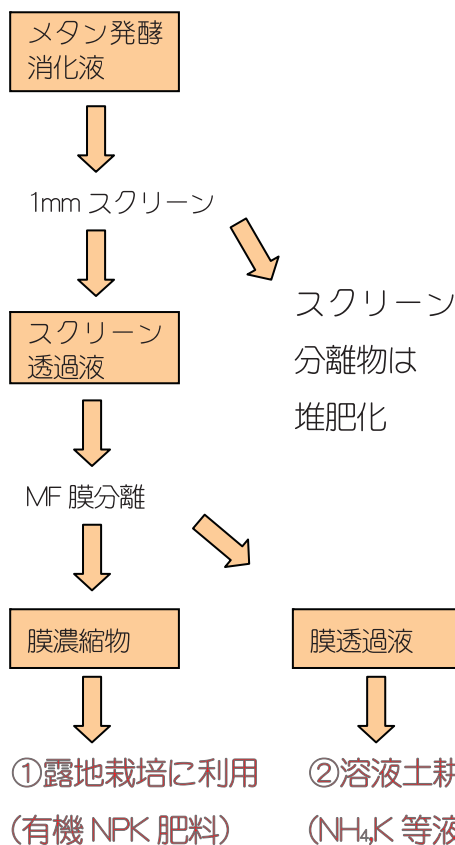 メタン発酵
消化液
1mm スクリーン
スクリーン
分離物は
堆肥化
スクリーン
透過液
MF 膜分離
膜濃縮物
膜透過液
①露地栽培に利用
(有機 NPK 肥料)
②溶液土耕
(NH₄,K 等液